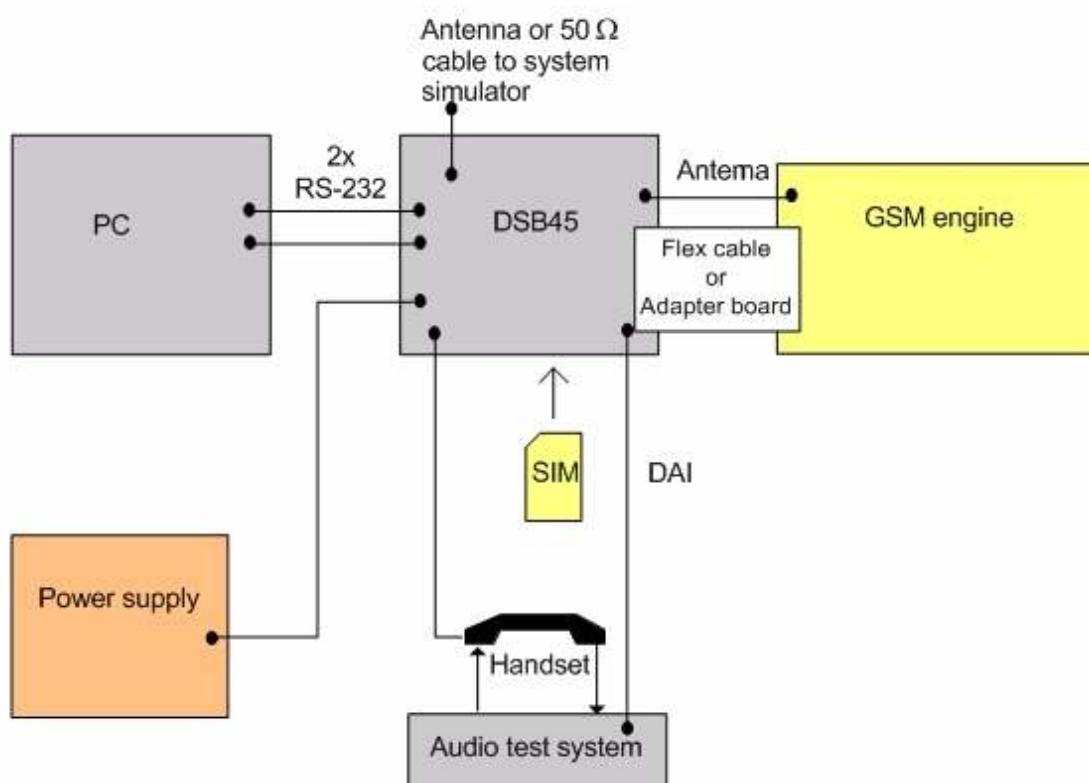 Antenna or 50 Ω
cable to system
simulator
2x
RS-232
PC
DSB45
Antenna
GSM engine
Flex cable
or
Adapter board
SIM
DAI
Power supply
Handset
Audio test system